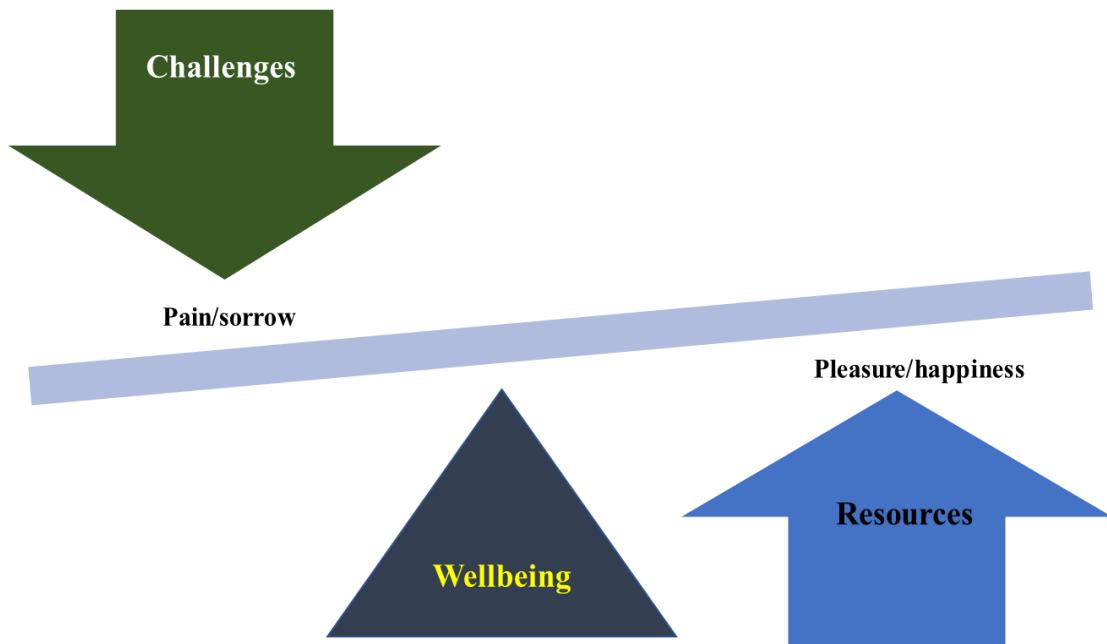 Challenges
Pain/sorrow
Pleasure/happiness
Resources
Wellbeing